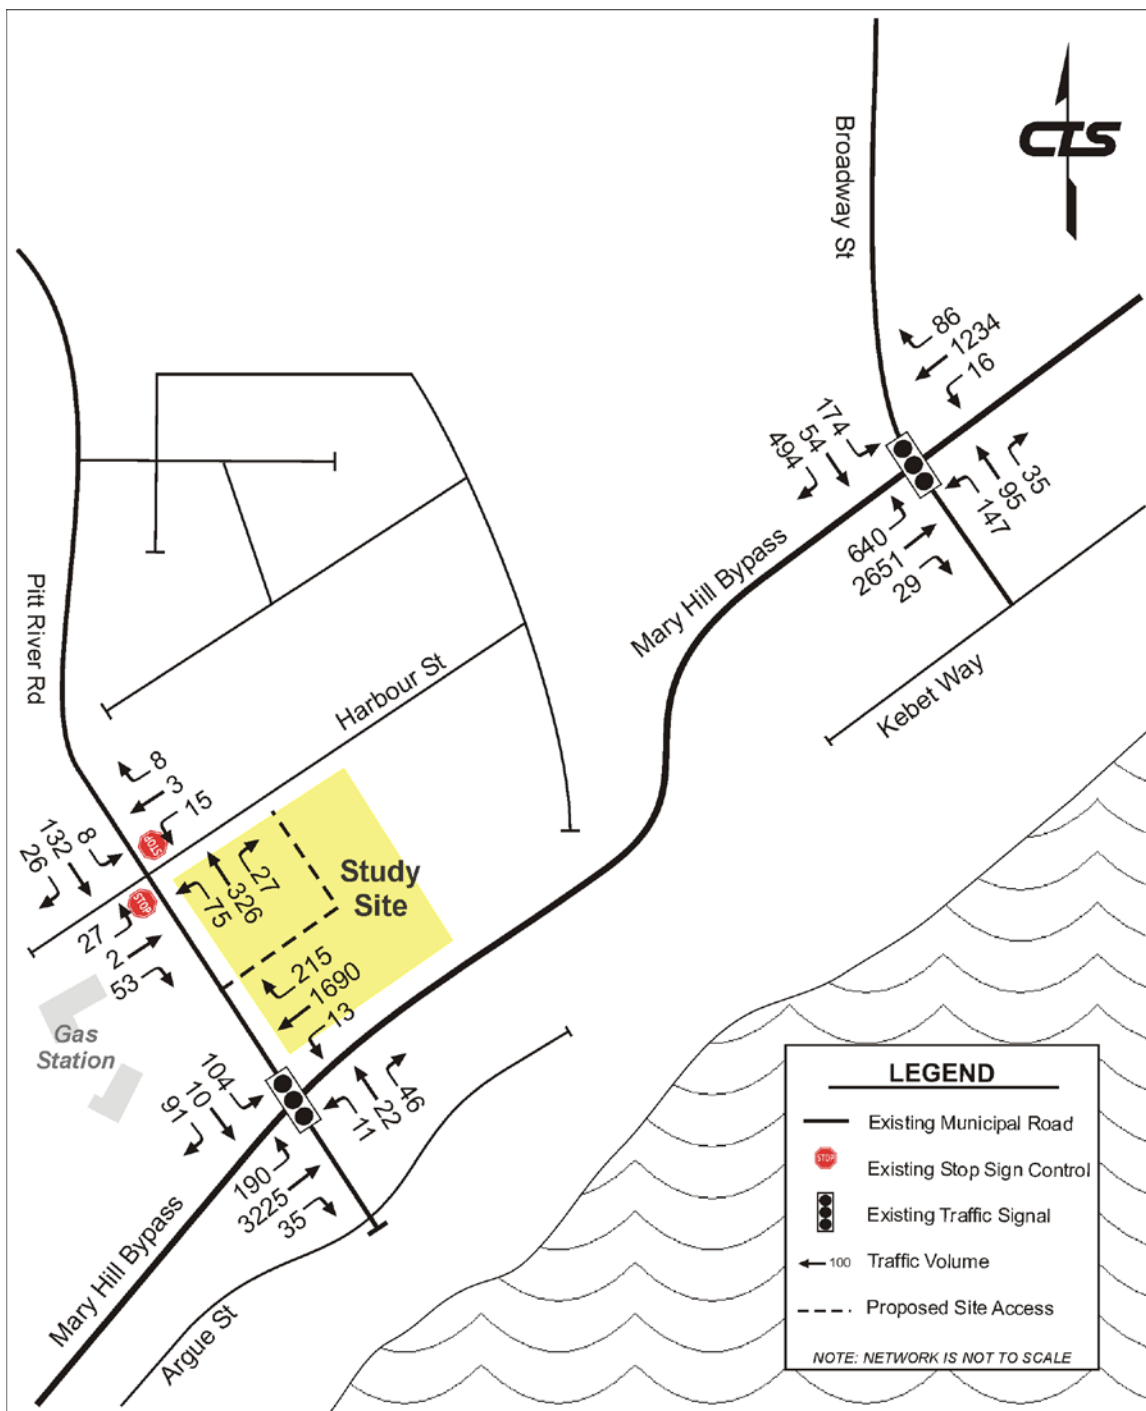 CTS
Broadway St
86
1234
16
174
54
494
35
95
147
640
2651
29
Mary Hill Bypass
Kebet Way
Pitt River Rd
Harbour St
8
3
15
8
132
26
STOP
STOP
27
326
75
27
2
53
Study
Site
215
1690
13
Gas
Station
104
10
91
46
22
11
190
3225
35
Mary Hill Bypass
Argue St
LEGEND
Existing Municipal Road
STOP
Existing Stop Sign Control
Existing Traffic Signal
100
Traffic Volume
Proposed Site Access
NOTE: NETWORK IS NOT TO SCALE